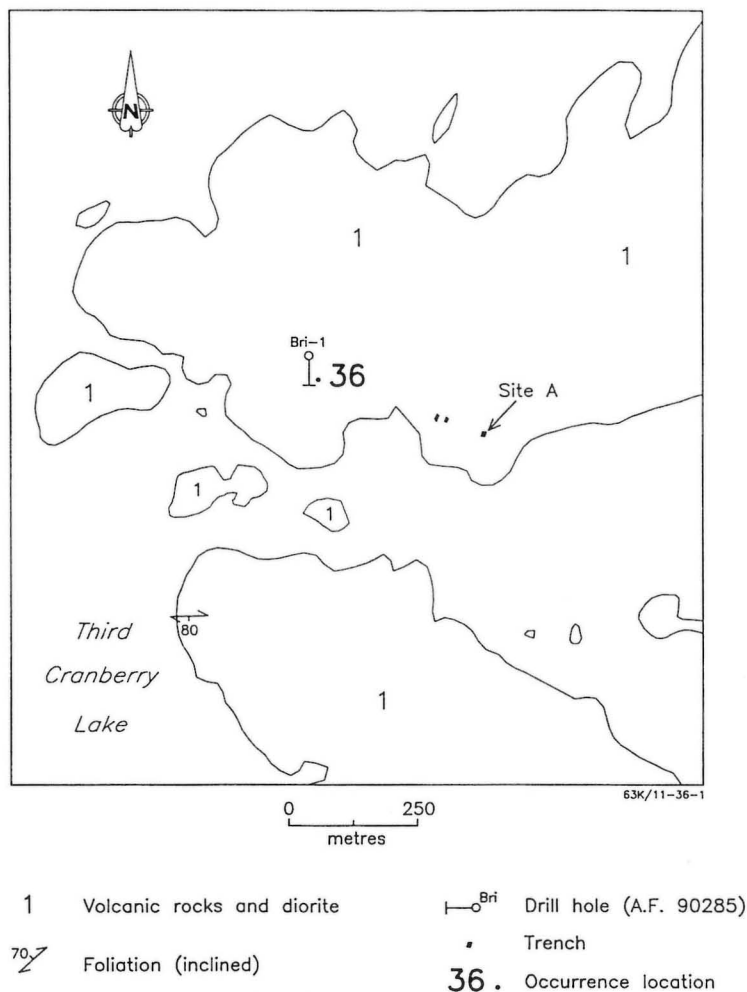 N
1
1
Bri-1
36
1
Site A
1
1
80
Third
Cranberry
Lake
1
63K/11-36-1
0 250
metres
1 Volcanic rocks and diorite
70 Foliation (inclined)
Bri Drill hole (A.F. 90285)
Trench
36. Occurrence location